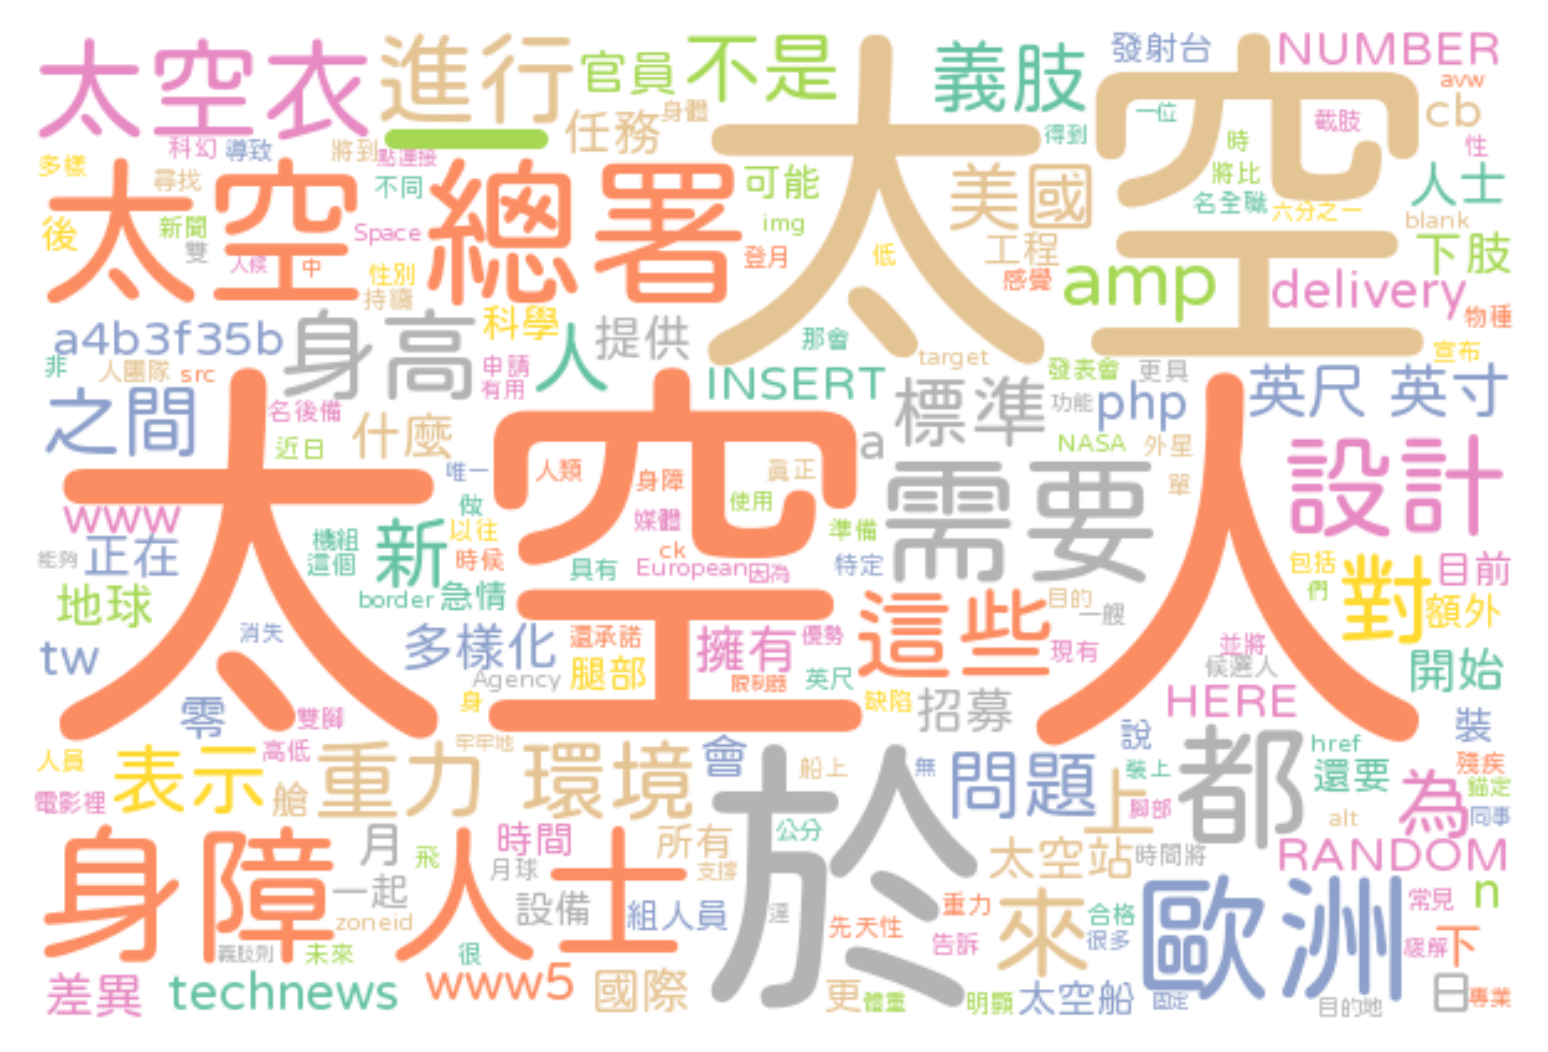 太空衣 進行 官員 不是 義肢 發射台 NUMBER
avw
身體 一位 截肢 cb
一 任務 太空 得到 時 性
科幻 導致 將到 點連接
多樣 尋找 不同 可能 美國 將比 人士
太空總署 名全職 六分之一
後 新聞 Space img blank
雙 工程 下肢
人候 中 性別 登月 低 感覺 amp delivery
持續 物種
a4b3f35b 身高 科學 人 提供 那會 宣布
非 人團隊 src 申請 target 發表會 更具
有用 INSERT 標準 功能 php 英尺 英寸
之間 名後備 什麼 a NASA 外星
近日 唯一 人類 身障 真正 需要 單 設計
太空人
www 做 媒體 使用 準備
能夠 正在 機組 新 以往 ck 特定 包括 對 目前
這個 時候 具有 European 因為 們
地球 border 急情 這些 目的 額外
消失 一艘
tw 多樣化 還承諾 擁有 優勢 現有 並將 開始
Agency 腿部 限制器 英尺 候選人
零 雙腳 身 缺陷 招募 HERE 裝
說
人員 表示 高低 重力 罕罕地 環境 會 船上 無 問題 裝上 都 href 殘疾
電影裡 艙 於 上 腳部 還要 為 錨定
alt 同事
身障人士 月 飛 時間 所有 公分 太空站 時間將 RANDOM
一起 月球 支撐
zoneid 設備 組人員 達 先天性 重力 來 合格 歐洲 常見 n
義肢則 未來 很 告訴 很多 緩解 下
差異 technews www5 國際 更 體重 明顯 太空船 固定 目的地 日 專業